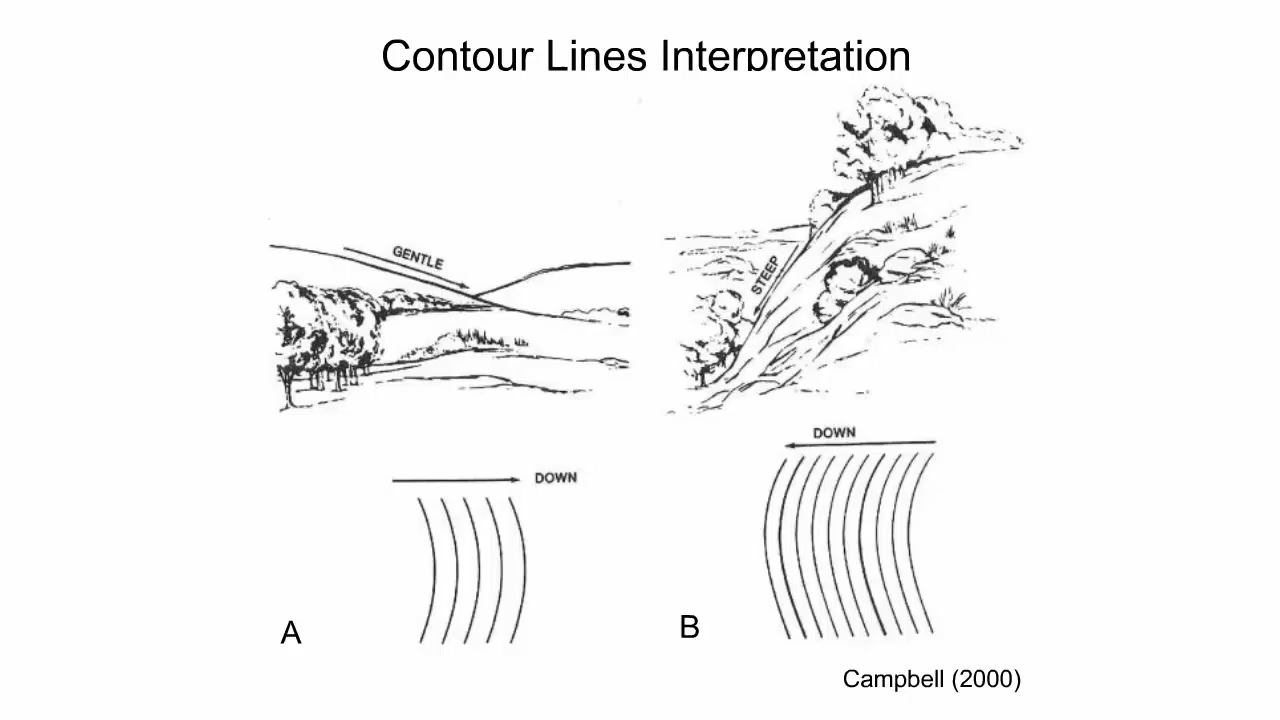 Contour Lines Interpretation
GENTLE
STEEP
DOWN
DOWN
A
B
Campbell (2000)